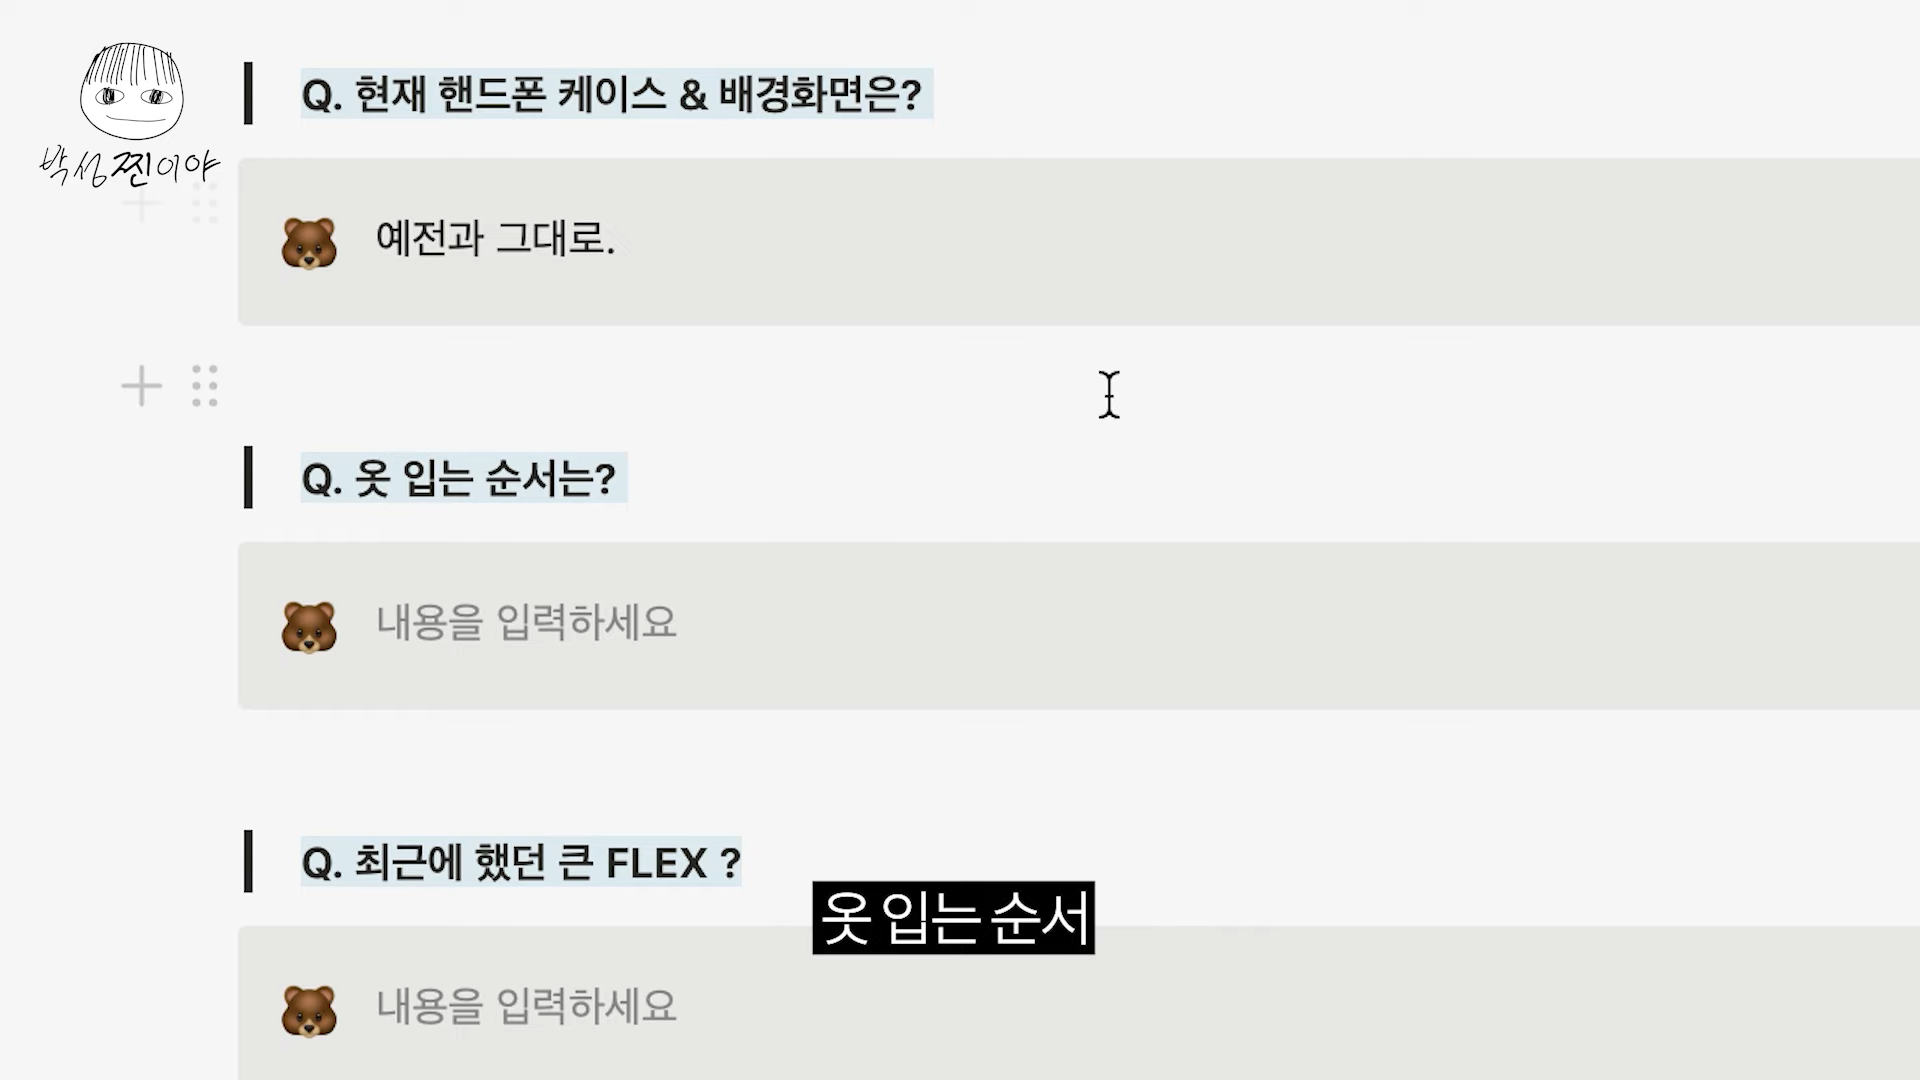 박성찐이야
Q. 현재 핸드폰 케이스 & 배경화면은?
예전과 그대로.
Q. 옷 입는 순서는?
내용을 입력하세요
Q. 최근에 했던 큰 FLEX ?
옷 입는 순서
내용을 입력하세요